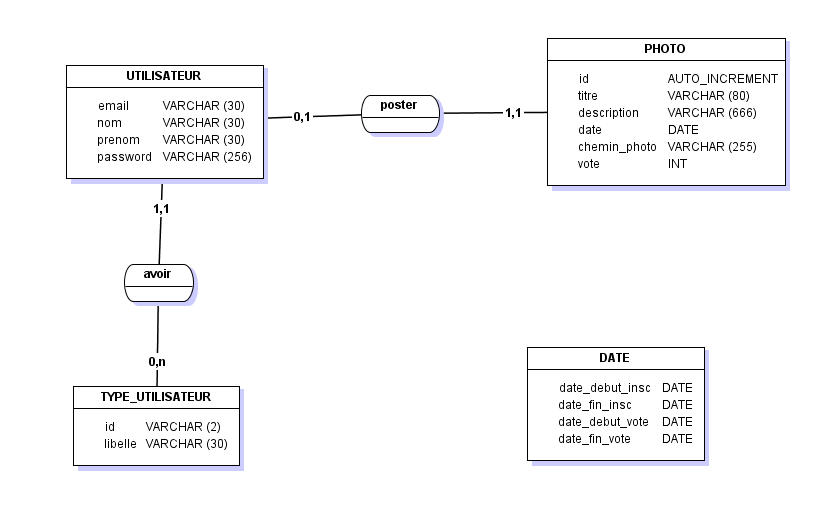 UTILISATEUR
email VARCHAR (30)
nom VARCHAR (30)
prenom VARCHAR (30)
password VARCHAR (256)
0,1
poster
1,1
PHOTO
id AUTO_INCREMENT
titre VARCHAR (80)
description VARCHAR (666)
date DATE
chemin_photo VARCHAR (255)
vote INT
1,1
avoir
0,n
TYPE_UTILISATEUR
id VARCHAR (2)
libelle VARCHAR (30)
DATE
date_debut_insc DATE
date_fin_insc DATE
date_debut_vote DATE
date_fin_vote DATE